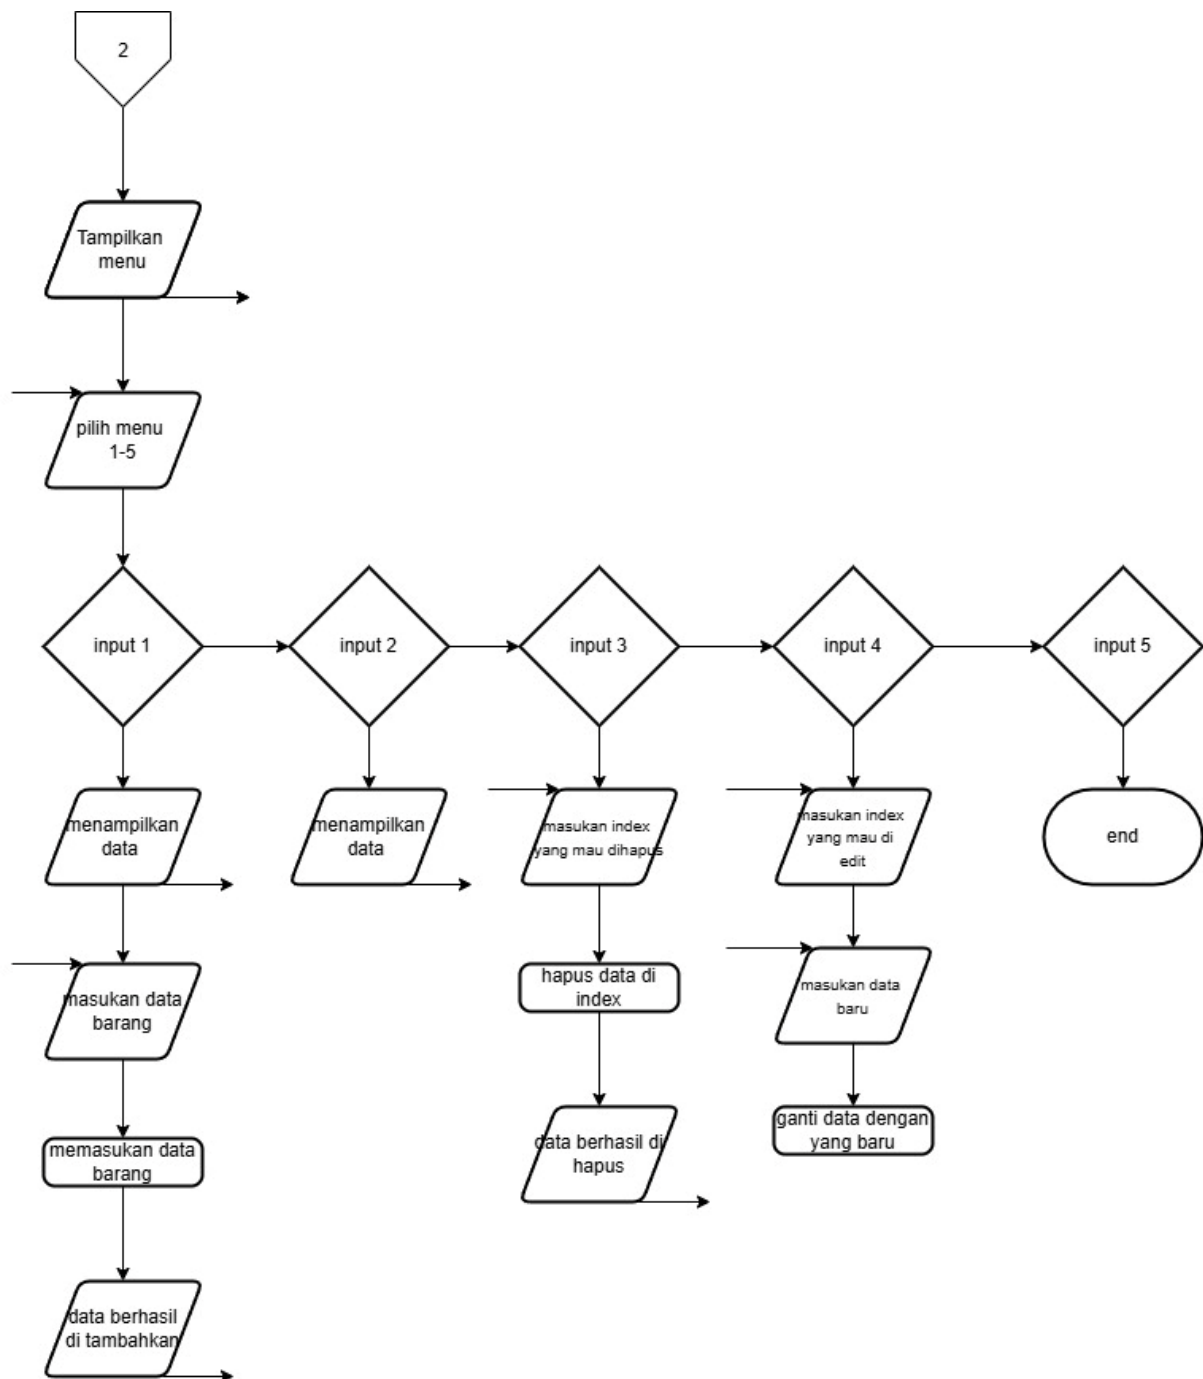 2
Tampilkan
menu
pilih menu
1-5
input 1
input 2
input 3
input 4
input 5
menampilkan
data
menampilkan
data
masukan index
yang mau dihapus
masukan index
yang mau di
edit
end
masukan data
barang
hapus data di
index
masukan data
baru
memasukan data
barang
data berhasil di
hapus
ganti data dengan
yang baru
data berhasil
di tambahkan